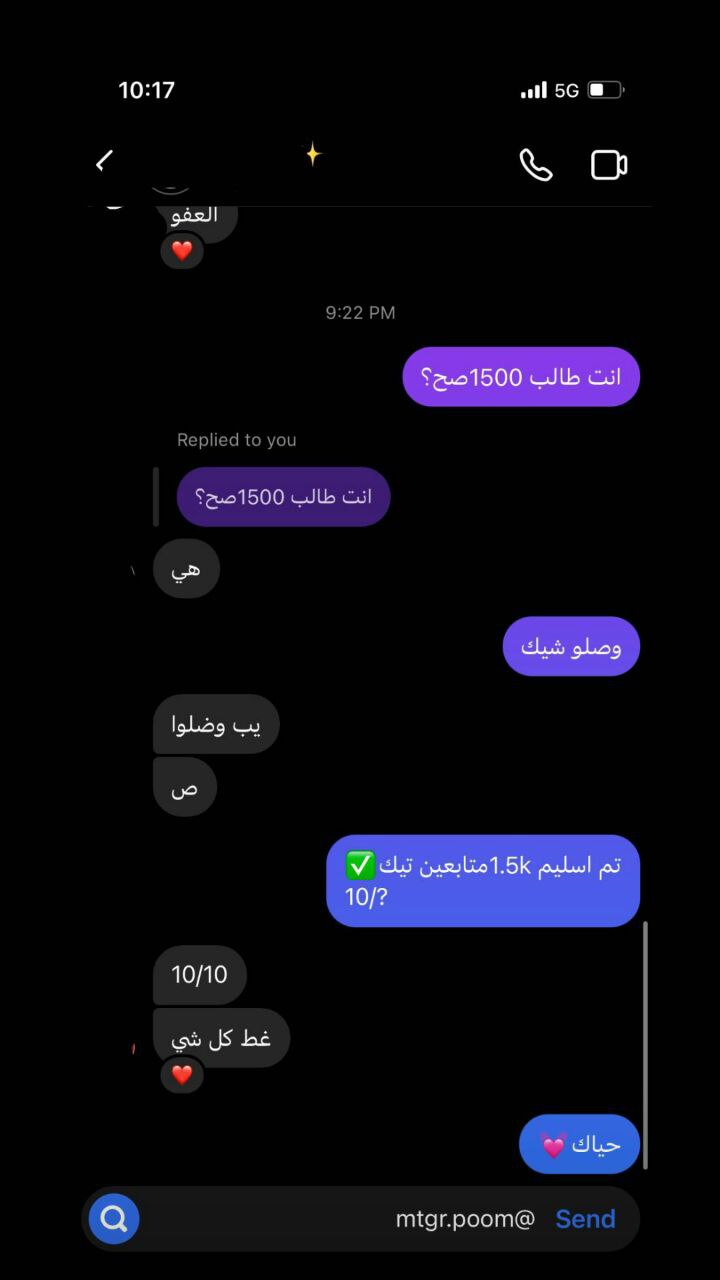 10:17
5G
العفو
9:22 PM
انت طالب 1500صح؟
Replied to you
انت طالب 1500صح؟
هي
وصلو شيك
يب وضلوا
ص
تم اسليم 1.5kمتابعين تيك✅
10/?
10/10
غط كل شي
حياك💓
mtgr.poom@
Send